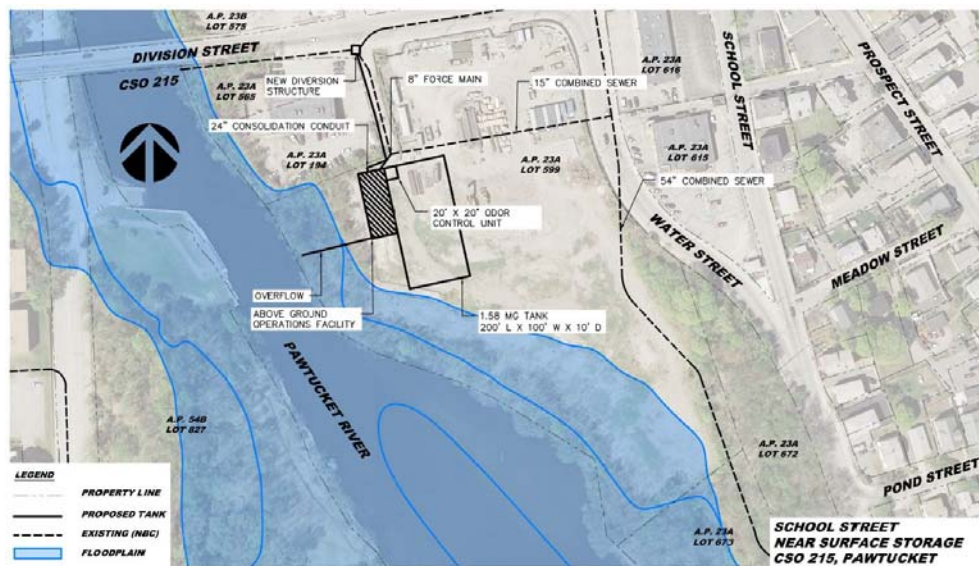 A.P. 23B
LOT 575
DIVISION STREET
CSO 215
A.P. 23A
LOT 565
NEW DIVERSION
STRUCTURE
8" FORCE MAIN
15" COMBINED SEWER
A.P. 23A
LOT 616
SCHOOL STREET
PROSPECT STREET
24" CONSOLIDATION CONDUIT
A.P. 23A
LOT 194
A.P. 23A
LOT 599
A.P. 23A
LOT 615
54" COMBINED SEWER
20' X 20' ODOR
CONTROL UNIT
WATER STREET
MEADOW STREET
OVERFLOW
ABOVE GROUND
OPERATIONS FACILITY
1.58 MG TANK
200' L X 100' W X 10' D
PAWTUCKET RIVER
A.P. 54B
LOT 827
A.P. 23A
LOT 672
POND STREET
A.P. 23A
LOT 673
LEGEND
PROPERTY LINE
PROPOSED TANK
EXISTING (NBC)
FLOODPLAIN
SCHOOL STREET
NEAR SURFACE STORAGE
CSO 215, PAWTUCKET